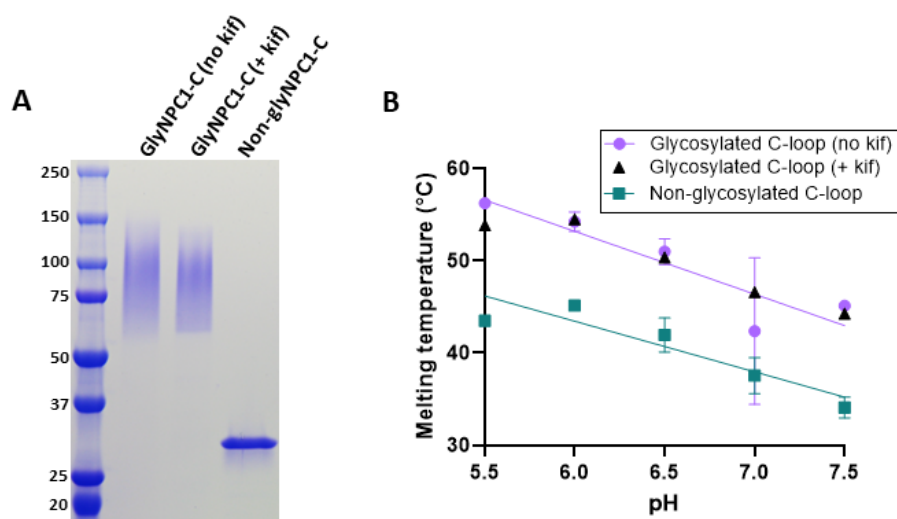 A
GlyNPC1-C (no kif)
GlyNPC1-C (+ kif)
Non-glyNPC1-C
250
150
100
75
50
37
25
20
B
Glycosylated C-loop (no kif)
Glycosylated C-loop (+ kif)
Non-glycosylated C-loop
Melting temperature (°C)
60
50
40
30
5.5 6.0 6.5 7.0 7.5
pH